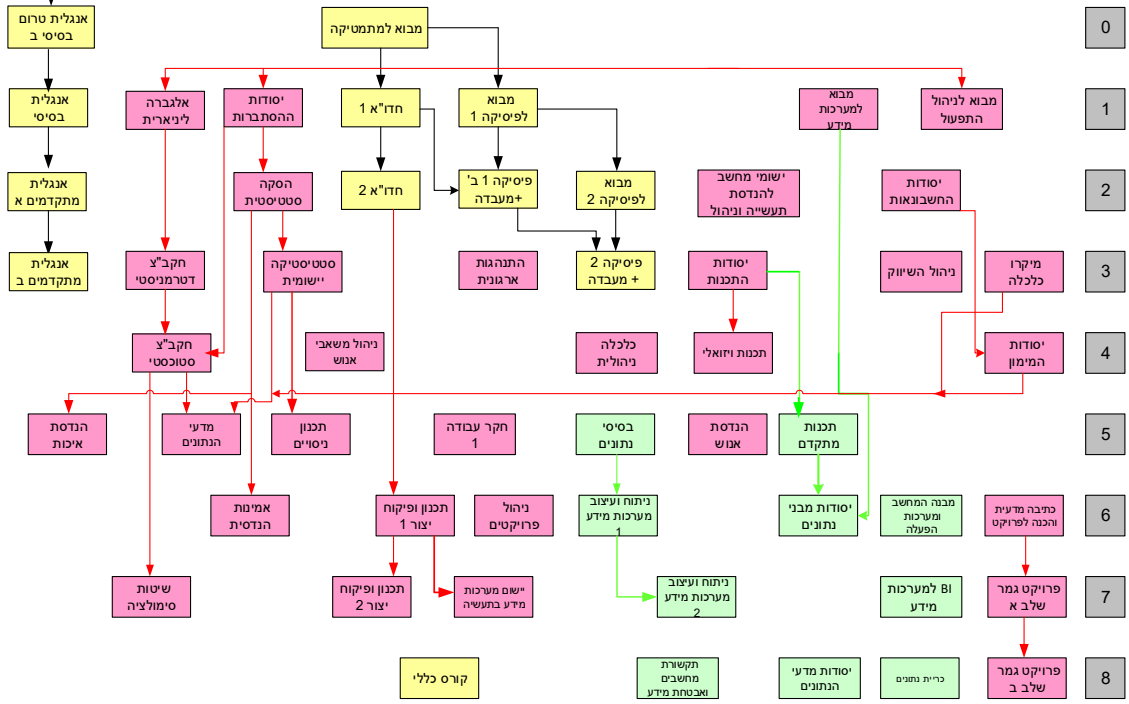 אנגלית טרום
בסיסי ב
מבוא למתמטיקה
0
אנגלית
בסיסי
אלגברה
ליניארית
יסודות
ההסתברות
חדו"א 1
מבוא
לפיסיקה 1
מבוא
למערכות
מידע
מבוא לניהול
התפעול
1
אנגלית
מתקדמים א
הסקה
סטטיסטית
חדו"א 2
פיסיקה 1 ב'
+מעבדה
מבוא
לפיסיקה 2
ישומי מחשב
להנדסת
תעשייה וניהול
יסודות
החשבונאות
2
אנגלית
מתקדמים ב
חקב"צ
דטרמניסטי
סטטיסטיקה
יישומית
התנהגות
ארגונית
פיסיקה 2
+ מעבדה
יסודות
התכנות
ניהול השיווק
מיקרו
כלכלה
3
חקב"צ
סטוכסטי
ניהול משאבי
אנוש
כלכלה
ניהולית
תכנות ויזואלי
יסודות
המימון
4
הנדסת
איכות
מדעי
הנתונים
תכנון
ניסויים
חקר עבודה
1
בסיסי
נתונים
הנדסת
אנוש
תכנות
מתקדם
5
אמינות
הנדסית
תכנון ופיקוח
יצור 1
ניהול
פרויקטים
ניתוח ועיצוב
מערכות מידע
1
יסודות מבני
נתונים
מבנה המחשב
ומערכות
הפעלה
כתיבה מדעית
והכנה לפרויקט
6
שיטות
סימולציה
תכנון ופיקוח
יצור 2
יישום מערכות
מידע בתעשיה
ניתוח ועיצוב
מערכות מידע
2
BI למערכות
מידע
פרויקט גמר
שלב א
7
קורס כללי
תקשורת
מחשבים
ואבטחת מידע
יסודות מדעי
הנתונים
כריית נתונים
פרויקט גמר
שלב ב
8